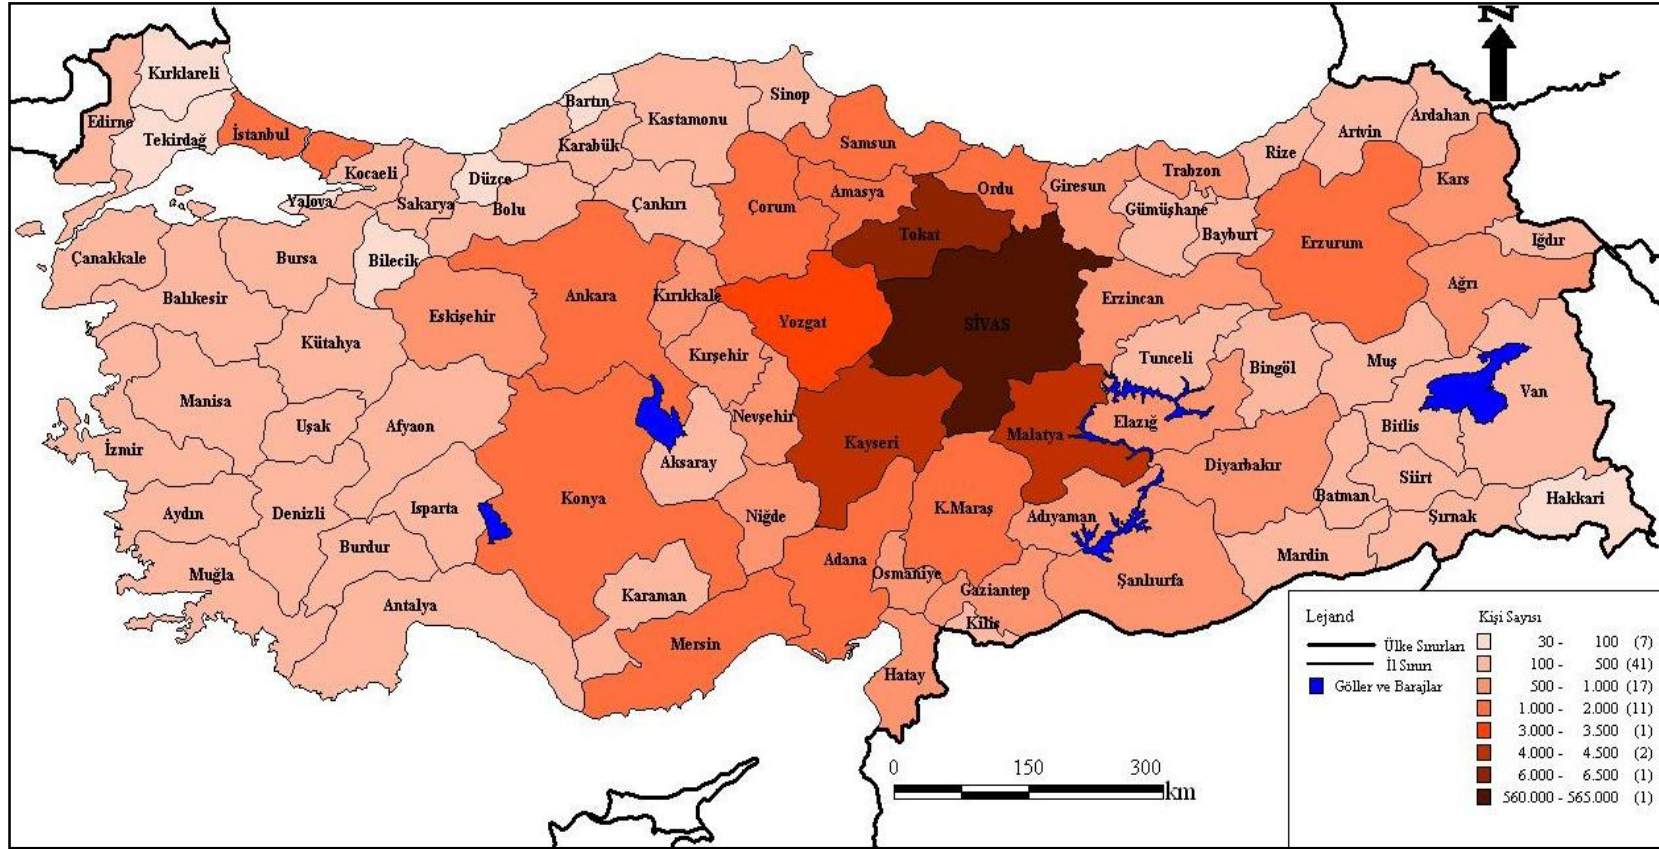 N
Kırklareli
Edirne
Tekirdağ
İstanbul
Kocaeli
Yalova
Sakarya
Düzce
Bolu
Bartın
Karabük
Kastamonu
Sinop
Çankırı
Samsun
Amasya
Çorum
Ordu
Tokat
Giresun
Trabzon
Gümüşhane
Bayburt
Rize
Artvin
Ardahan
Kars
Iğdır
Erzurum
Ağrı
Çanakkale
Bursa
Bilecik
Balıkesir
Eskişehir
Ankara
Kırıkkale
Yozgat
SİVAS
Erzincan
Kütahya
Kırşehir
Tunceli
Bingöl
Muş
Van
Manisa
Uşak
Afyaon
Nevşehir
Kayseri
Malatya
Elazığ
Bitlis
İzmir
Aksaray
Diyarbakır
Siirt
Batman
Hakkari
Şırnak
Aydın
Denizli
Isparta
Konya
Niğde
K.Maraş
Adıyaman
Burdur
Mardin
Muğla
Adana
Osmaniye
Gaziantep
Şanlıurfa
Antalya
Karaman
Kilis
Mersin
Hatay
Lejand
Ülke Sınırları
İl Sınırı
Göller ve Barajlar
Kişi Sayısı
30 - 100 (7)
100 - 500 (41)
500 - 1.000 (17)
1.000 - 2.000 (11)
3.000 - 3.500 (1)
4.000 - 4.500 (2)
6.000 - 6.500 (1)
560.000 - 565.000 (1)
0 150 300
km